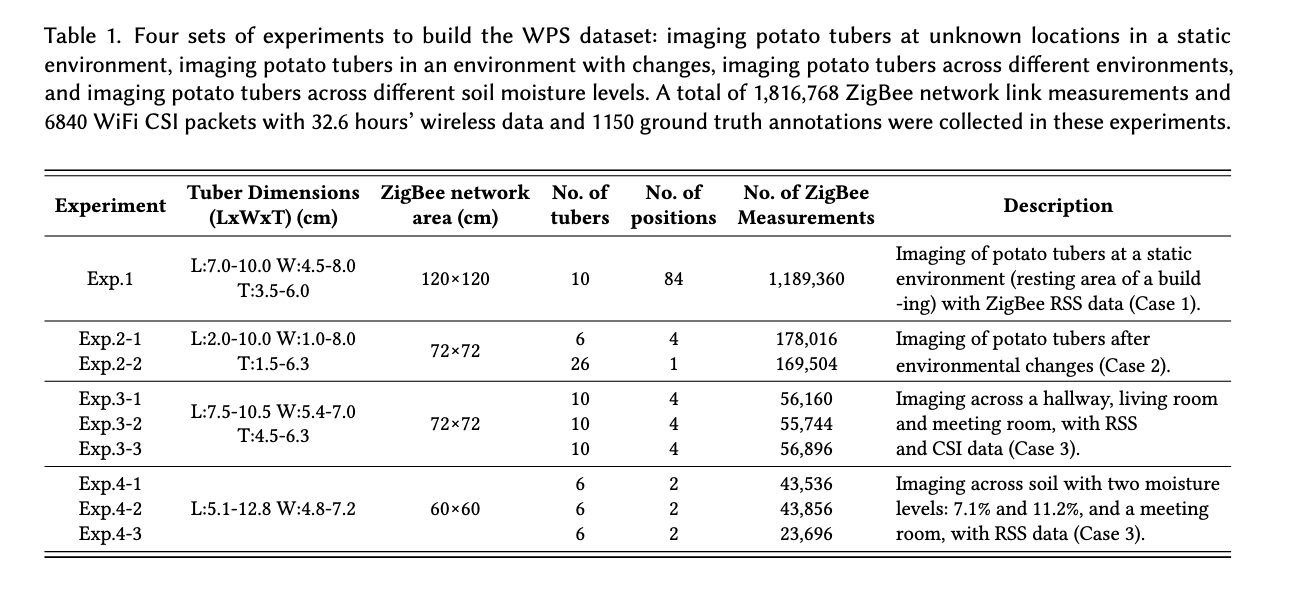 Table 1. Four sets of experiments to build the WPS dataset: imaging potato tubers at unknown locations in a static
environment, imaging potato tubers in an environment with changes, imaging potato tubers across different environments,
and imaging potato tubers across different soil moisture levels. A total of 1,816,768 ZigBee network link measurements and
6840 WiFi CSI packets with 32.6 hours' wireless data and 1150 ground truth annotations were collected in these experiments.
Experiment
Tuber Dimensions
(LxWxT) (cm)
ZigBee network
area (cm)
No. of
tubers
No. of
positions
No. of ZigBee
Measurements
Description
Exp.1
L:7.0-10.0 W:4.5-8.0
T:3.5-6.0
120×120
10
84
1,189,360
Imaging of potato tubers at a static
environment (resting area of a build
-ing) with ZigBee RSS data (Case 1).
Exp.2-1
Exp.2-2
L:2.0-10.0 W:1.0-8.0
T:1.5-6.3
72×72
6
26
4
1
178,016
169,504
Imaging of potato tubers after
environmental changes (Case 2).
Exp.3-1
Exp.3-2
Exp.3-3
L:7.5-10.5 W:5.4-7.0
T:4.5-6.3
72×72
10
10
10
4
4
4
56,160
55,744
56,896
Imaging across a hallway, living room
and meeting room, with RSS
and CSI data (Case 3).
Exp.4-1
Exp.4-2
Exp.4-3
L:5.1-12.8 W:4.8-7.2
60×60
6
6
6
2
2
2
43,536
43,856
23,696
Imaging across soil with two moisture
levels: 7.1% and 11.2%, and a meeting
room, with RSS data (Case 3).